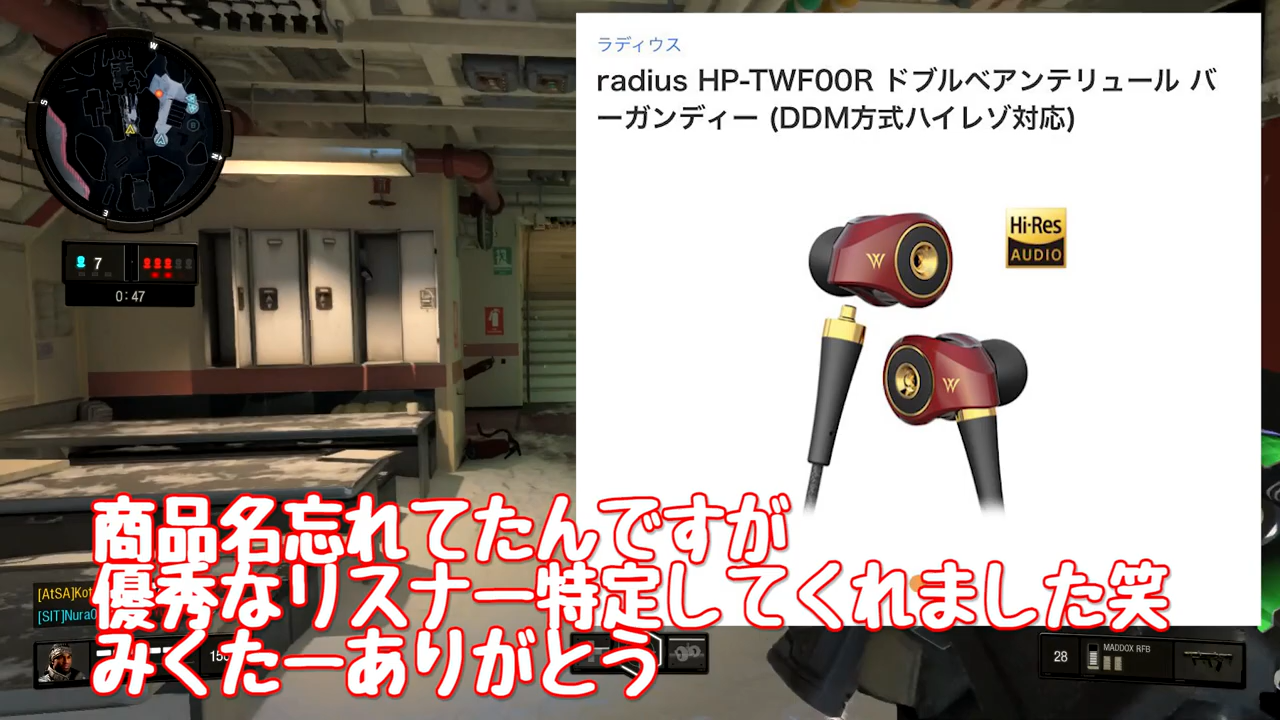 ラディウス
radius HP-TWF00R ドブルベアンテリュール バ
ーガンディー (DDM方式ハイレゾ対応)
Hi-Res
AUDIO
W
S
N
E
7
0:47
商品名忘れてたんですが
優秀なリスナー特定してくれました笑
みくたーありがとう
[AtSA]Kot
[SIT]Nura
28
MADDOX RFB